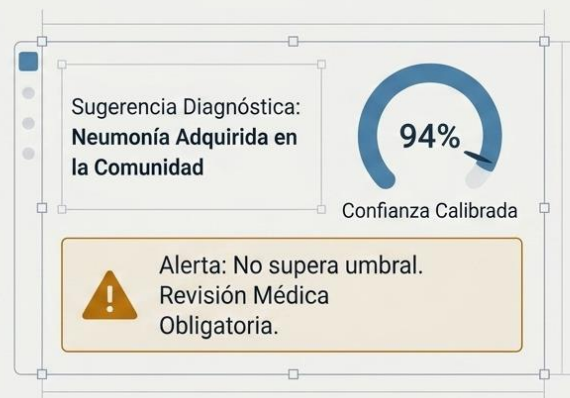 Sugerencia Diagnóstica:
Neumonía Adquirida en
la Comunidad
94%
Confianza Calibrada
Alerta: No supera umbral.
Revisión Médica
Obligatoria.